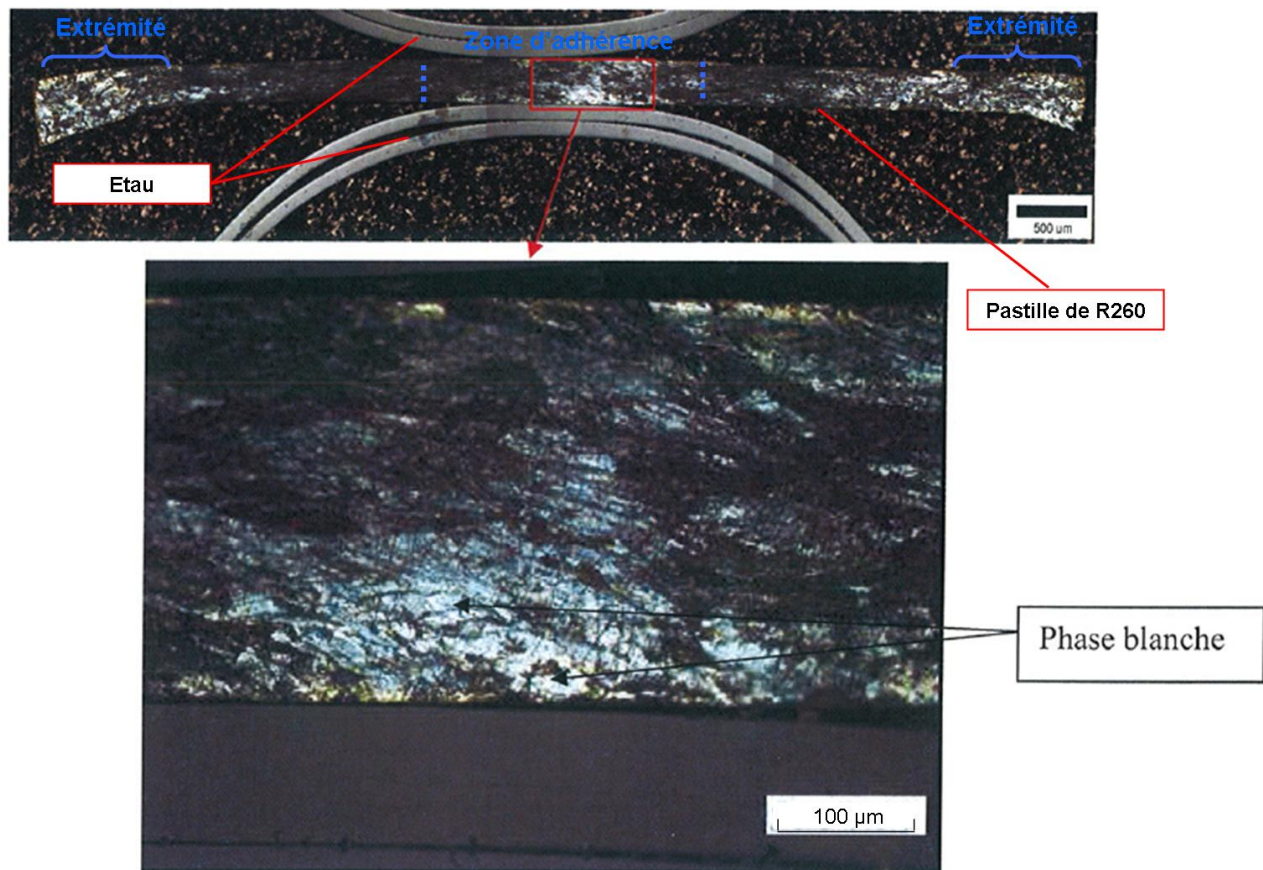 Extrémité
Zone d'adhérence
Extrémité
Etau
500 um
Pastille de R260
Phase blanche
100 µm